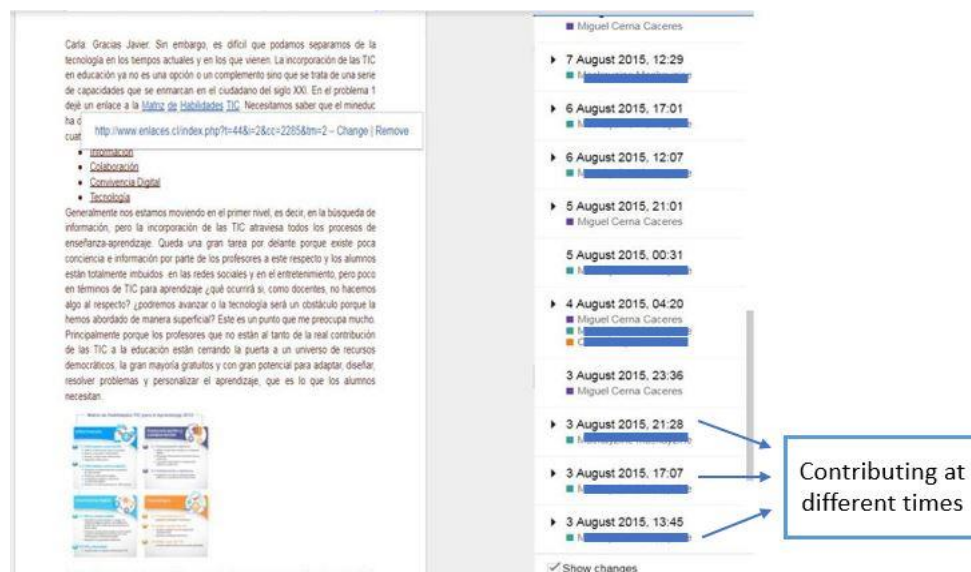 Carla: Gracias Javier. Sin embargo, es difícil que podamos separarnos de la
tecnología en los tiempos actuales y en los que vienen. La incorporación de las TIC
en educación ya no es una opción o un complemento sino que se trata de una serie
de capacidades que se enmarcan en el ciudadano del siglo XXI. En el problema 1
dejé un enlace a la Matriz de Habilidades TIC. Necesitamos saber que el mineduc
ha
http://www.enlaces.cl/index.php?t=44&i=2&cc=2285&tm=2 – Change | Remove
cuat
Información
Colaboración
Convivencia Digital
Tecnología
Generalmente nos estamos moviendo en el primer nivel, es decir, en la búsqueda de
información, pero la incorporación de las TIC atraviesa todos los procesos de
enseñanza-aprendizaje. Queda una gran tarea por delante porque existe poca
conciencia e información por parte de los profesores a este respecto y los alumnos
están totalmente imbuidos en las redes sociales y en el entretenimiento, pero poco
en términos de TIC para aprendizaje ¿qué ocurrirá si, como docentes, no hacemos
algo al respecto? ¿podremos avanzar o la tecnología será un obstáculo porque la
hemos abordado de manera superficial? Este es un punto que me preocupa mucho.
Principalmente porque los profesores que no están al tanto de la real contribución
de las TIC a la educación están cerrando la puerta a un universo de recursos
democráticos, la gran mayoría gratuitos y con gran potencial para adaptar, diseñar,
resolver problemas y personalizar el aprendizaje, que es lo que los alumnos
necesitan.
Miguel Cerna Caceres
7 August 2015, 12:29
6 August 2015, 17:01
6 August 2015, 12:07
5 August 2015, 21:01
Miguel Cerna Caceres
5 August 2015, 00:31
4 August 2015, 04:20
Miguel Cerna Caceres
3 August 2015, 23:36
Miguel Cerna Caceres
3 August 2015, 21:28
3 August 2015, 17:07
3 August 2015, 13:45
Show changes
Contributing at
different times